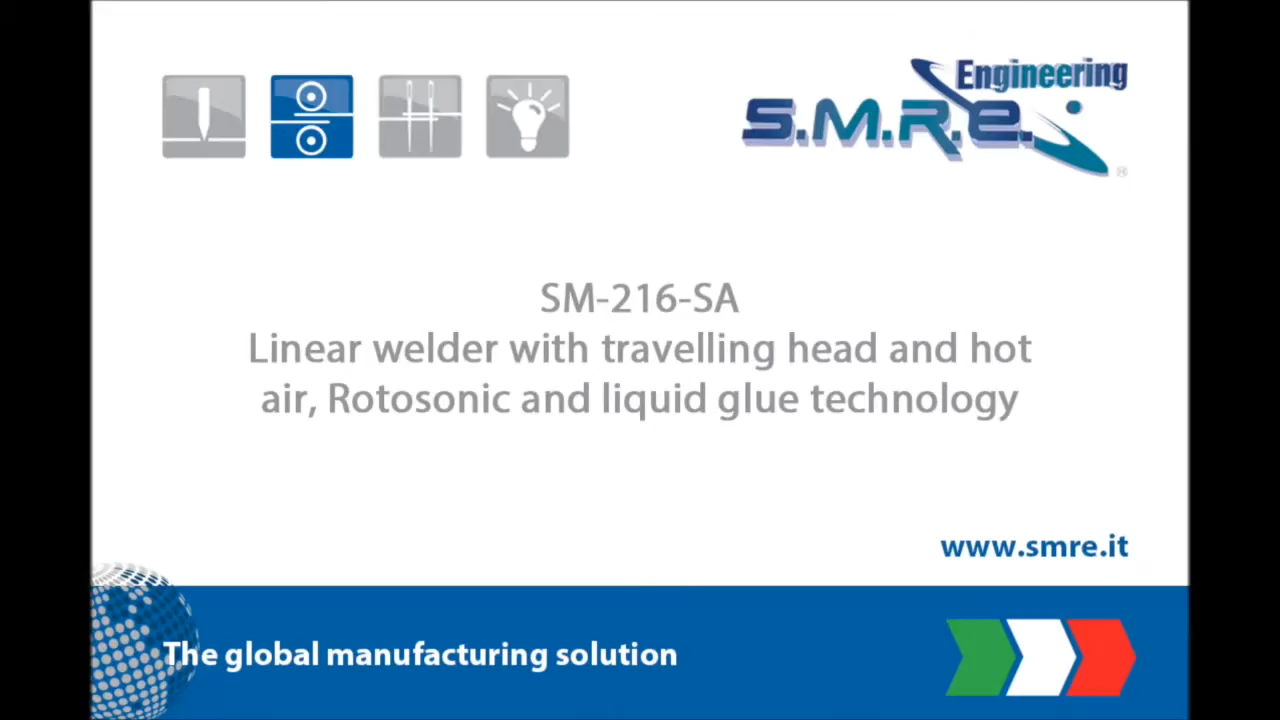 Engineering
S.M.R.e.
®
SM-216-SA
Linear welder with travelling head and hot
air, Rotosonic and liquid glue technology
www.smre.it
The global manufacturing solution